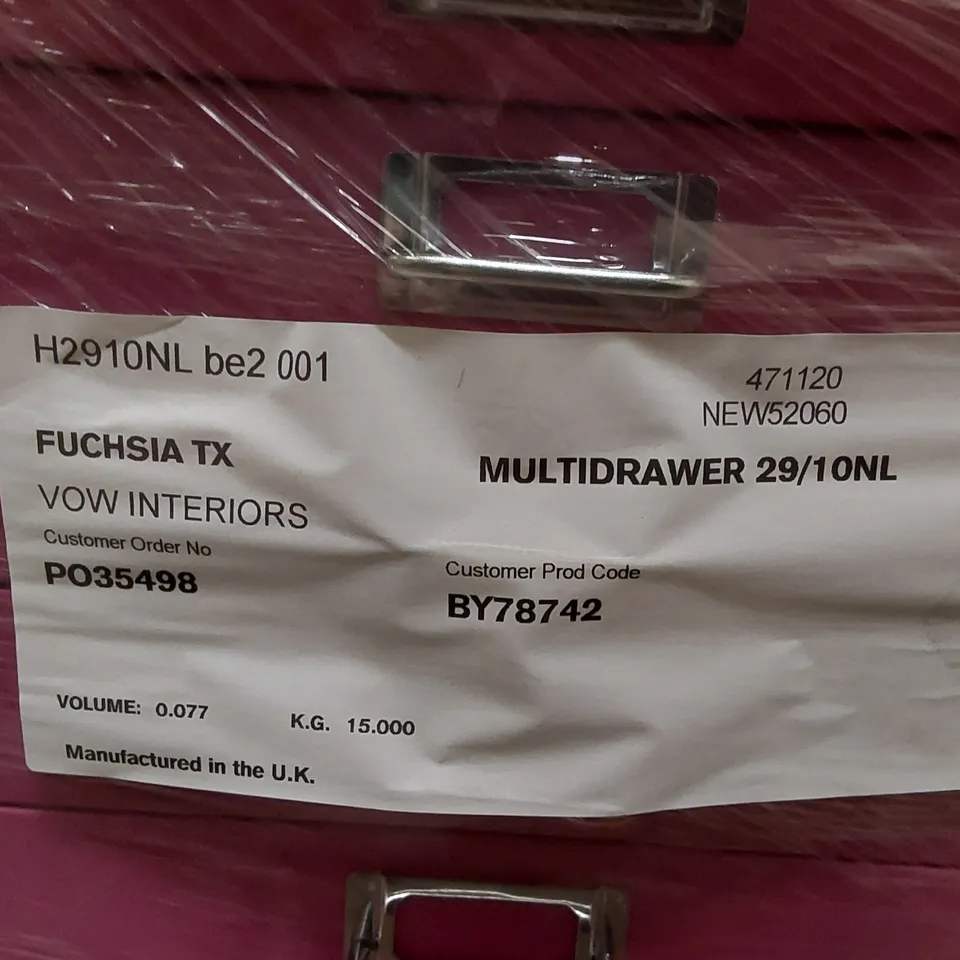 H2910NL be2 001
471120
NEW52060
FUCHSIA TX
MULTIDRAWER 29/10NL
VOW INTERIORS
Customer Order No
PO35498
Customer Prod Code
BY78742
VOLUME: 0.077 K.G. 15.000
Manufactured in the U.K.